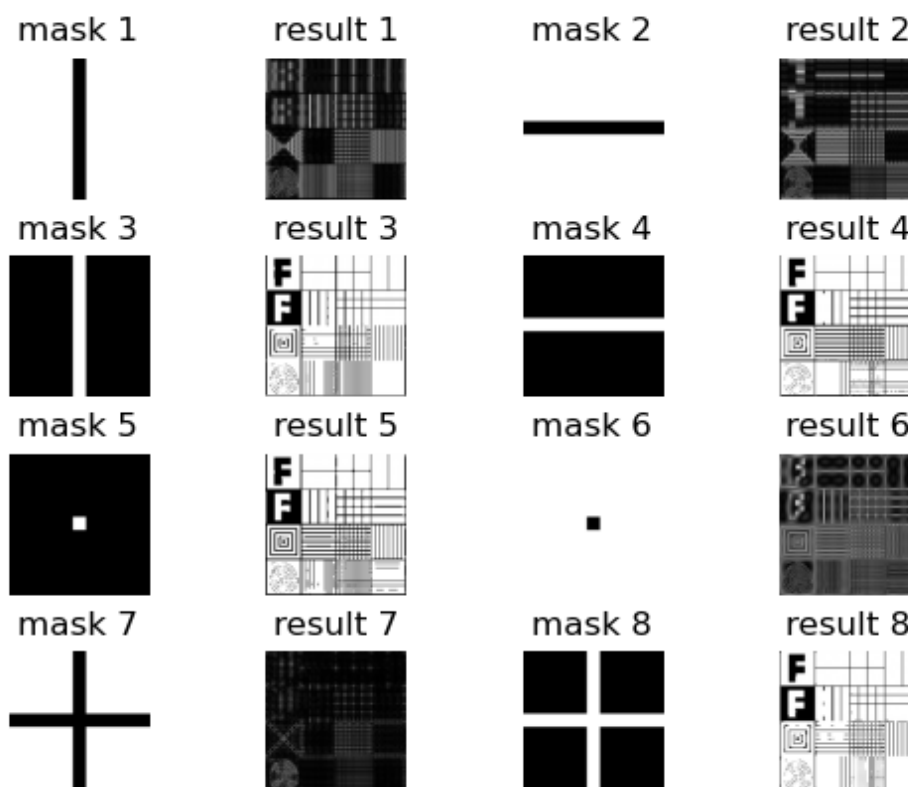 mask 1 result 1 mask 2 result 2
F
F
mask 3 result 3 mask 4 result 4
F F
F F
mask 5 result 5 mask 6 result 6
F F
F F
mask 7 result 7 mask 8 result 8
F
F